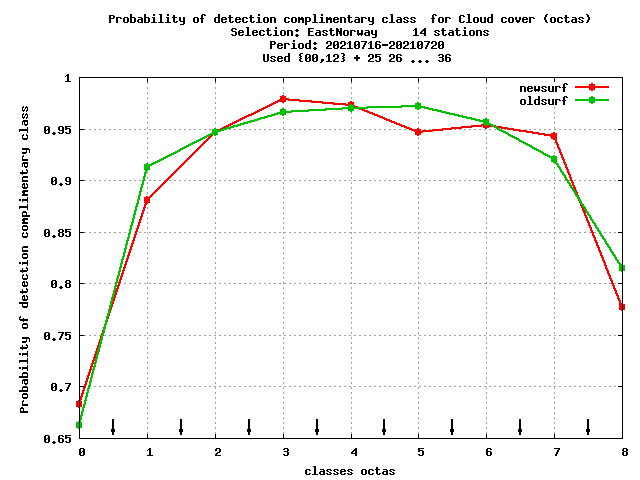 Probability of detection complimentary class  for Cloud cover (octas)
Selection: EastNorway     14 stations
Period: 20210716-20210720
Used {00,12} + 25 26 ... 36
newsurf
oldsurf
Probability of detection complimentary class
1
0.95
0.9
0.85
0.8
0.75
0.7
0.65
0 1 2 3 4 5 6 7 8
classes octas